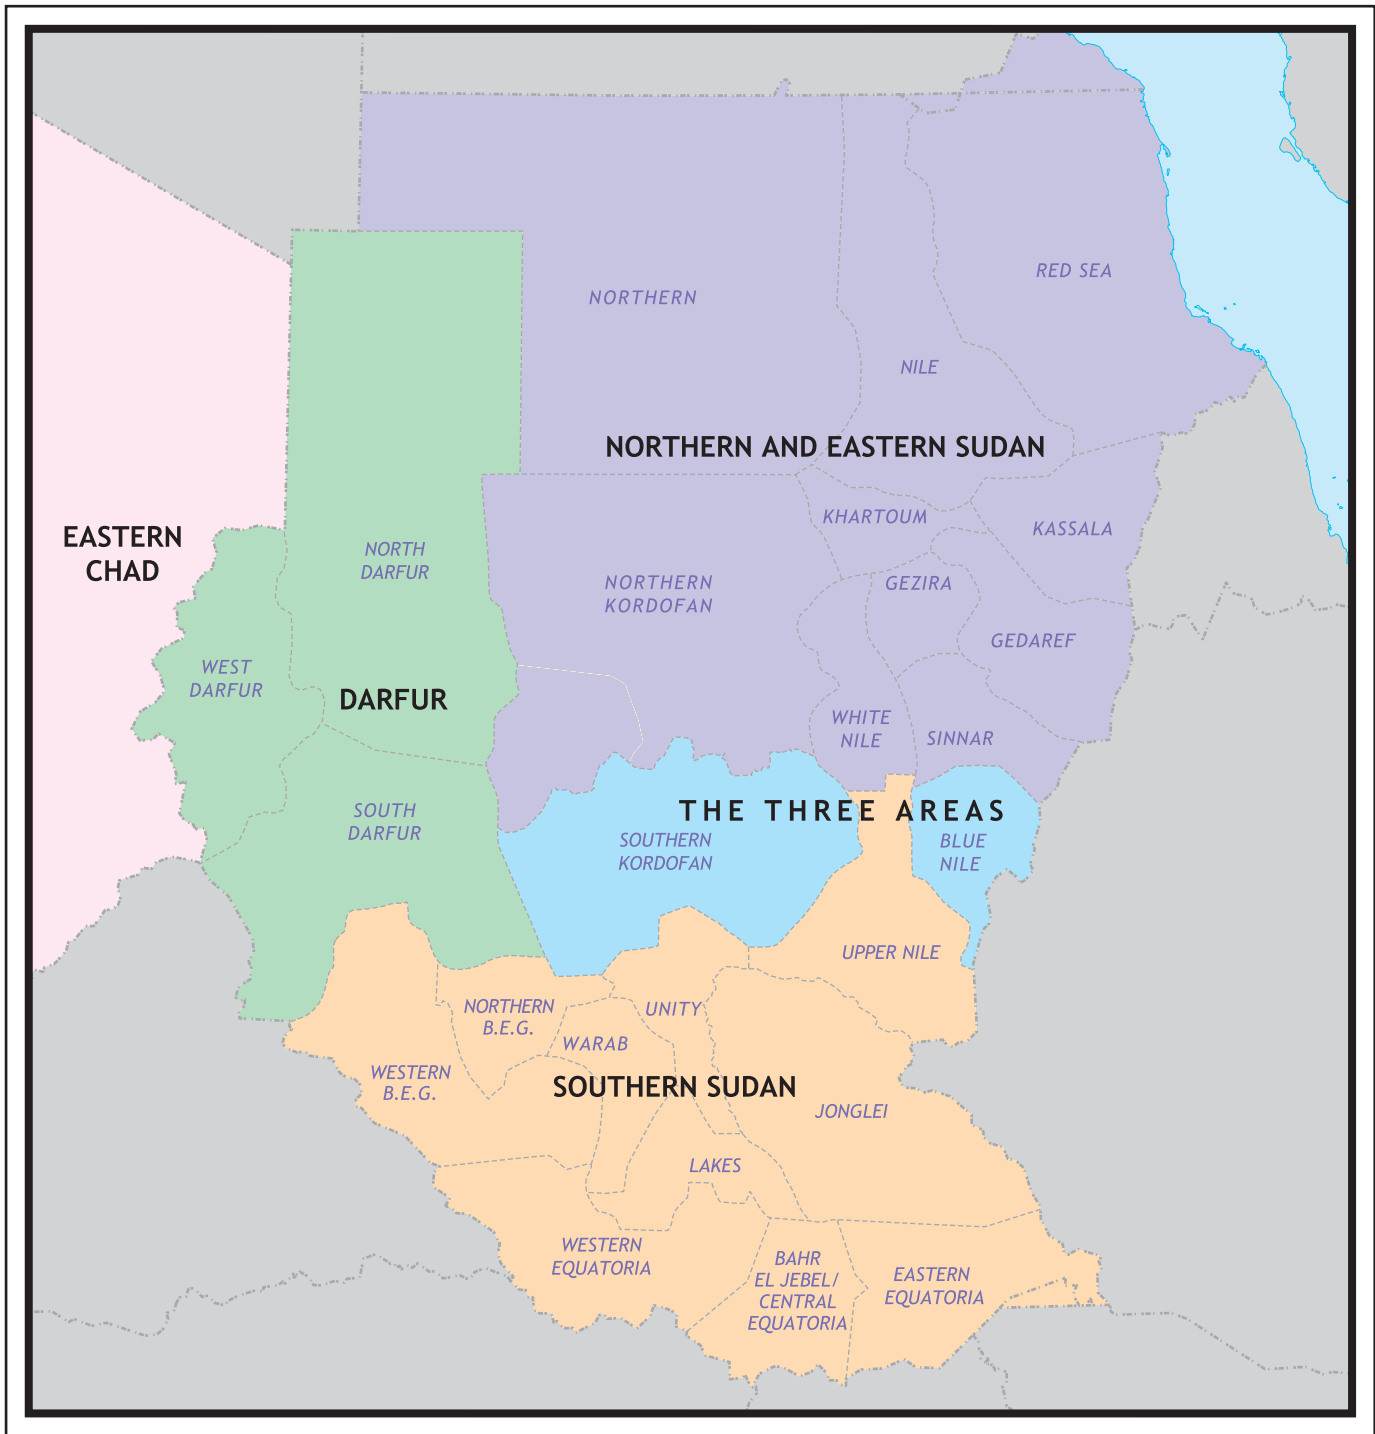 RED SEA
NORTHERN
NILE
NORTHERN AND EASTERN SUDAN
KHARTOUM
KASSALA
EASTERN
CHAD
NORTH
DARFUR
NORTHERN
KORDOFAN
GEZIRA
GEDAREF
WEST
DARFUR
DARFUR
WHITE
NILE
SINNAR
SOUTH
DARFUR
THE THREE AREAS
SOUTHERN
KORDOFAN
BLUE
NILE
UPPER NILE
NORTHERN
B.E.G.
UNITY
WARAB
WESTERN
B.E.G.
SOUTHERN SUDAN
JONGLEI
LAKES
WESTERN
EQUATORIA
BAHR
EL JEBEL/
CENTRAL
EQUATORIA
EASTERN
EQUATORIA